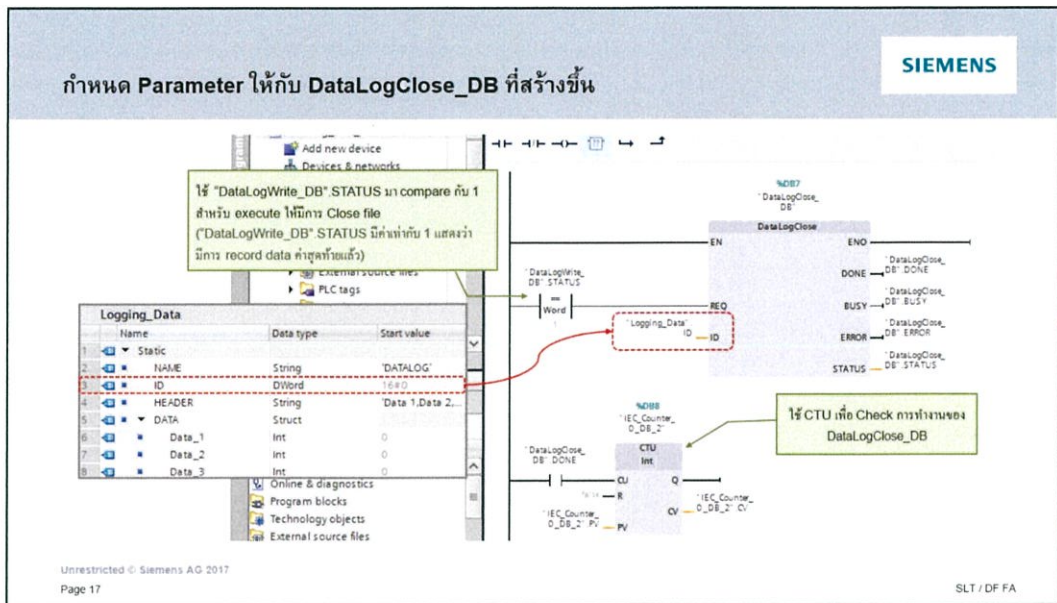 SIEMENS
กำหนด Parameter ให้กับ DataLogClose_DB ที่สร้างขึ้น
Add new device
Devices & networks
ใช้ "DataLogWrite_DB".STATUS มา compare กับ 1
สำหรับ execute ให้มีการ Close file
("DataLogWrite_DB".STATUS มีค่าเท่ากับ 1 แสดงว่า
มีการ record data ค่าสุดท้ายแล้ว)
External source files
PLC tags
Logging_Data
Name Data type Start value
1 Static
2 NAME String 'DATALOG'
3 ID DWord 16#0
4 HEADER String 'Data 1,Data 2,
5 DATA Struct
6 Data_1 Int 0
7 Data_2 Int 0
8 Data_3 Int 0
Online & diagnostics
Program blocks
Technology objects
External source files
%DB7
"DataLogClose_
DB"
DataLogClose
EN ENO
"DataLogWrite_
DB".STATUS
==
Word
1
REQ
"Logging_Data".
ID
ID
DONE
"DataLogClose_
DB".DONE
BUSY
"DataLogClose_
DB".BUSY
ERROR
"DataLogClose_
DB".ERROR
STATUS
"DataLogClose_
DB".STATUS
%DB8
"IEC_Counter_
0_DB_2"
CTU
Int
"DataLogClose_
DB".DONE
CU Q
R
"IEC_Counter_
0_DB_2".PV
PV
CV
"IEC_Counter_
0_DB_2".CV
ใช้ CTU เพื่อ Check การทำงานของ
DataLogClose_DB
Unrestricted © Siemens AG 2017
Page 17
SLT / DF FA